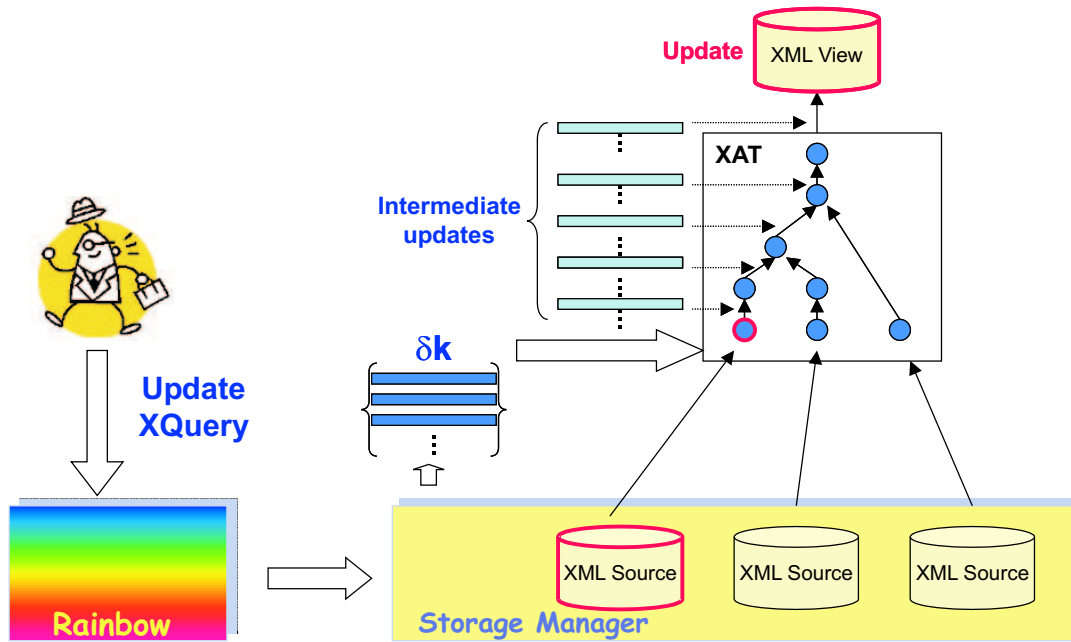 Update
XML View
XAT
Intermediate
updates
δk
Update
XQuery
XML Source
XML Source
XML Source
Rainbow
Storage Manager